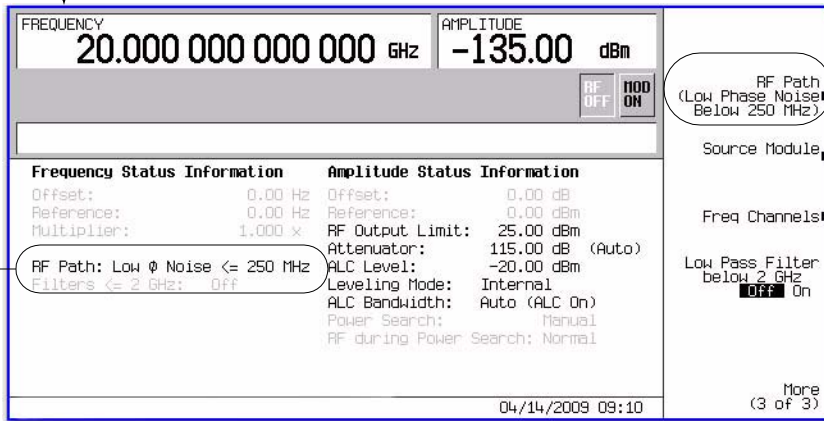 FREQUENCY
20.000 000 000 000 GHz
AMPLITUDE
-135.00 dBm
RF OFF
MOD ON
Frequency Status Information
Offset: 0.00 Hz
Reference: 0.00 Hz
Multiplier: 1.000 x
RF Path: Low ϕ Noise <= 250 MHz
Filters <= 2 GHz: Off
Amplitude Status Information
Offset: 0.00 dB
Reference: 0.00 dBm
RF Output Limit: 25.00 dBm
Attenuator: 115.00 dB (Auto)
ALC Level: -20.00 dBm
Leveling Mode: Internal
ALC Bandwidth: Auto (ALC On)
Power Search: Manual
RF during Power Search: Normal
04/14/2009 09:10
RF Path
(Low Phase Noise
Below 250 MHz)
Source Module
Freq Channels
Low Pass Filter
below 2 GHz
Off On
More
(3 of 3)